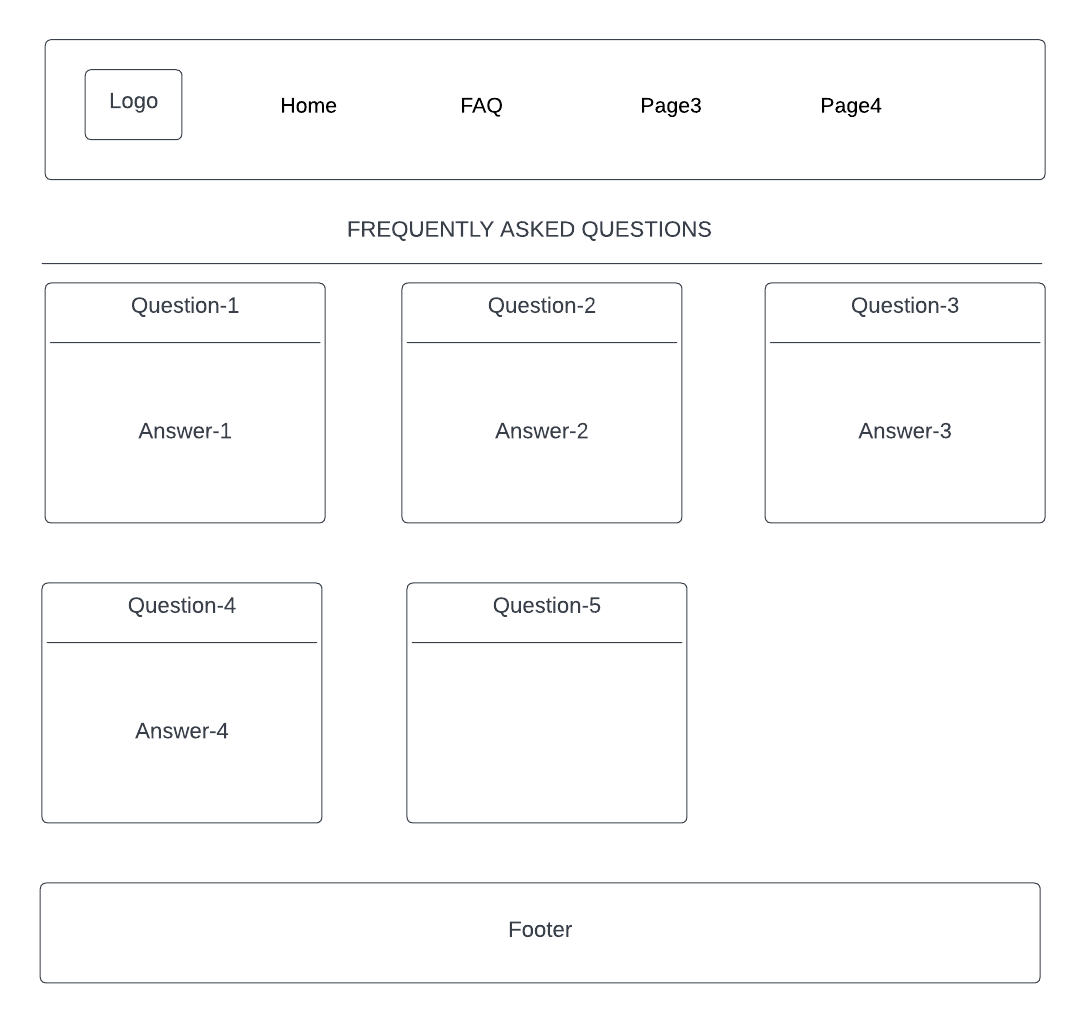 Logo
Home
FAQ
Page3
Page4
FREQUENTLY ASKED QUESTIONS
Question-1
Question-2
Question-3
Answer-1
Answer-2
Answer-3
Question-4
Question-5
Answer-4
Footer